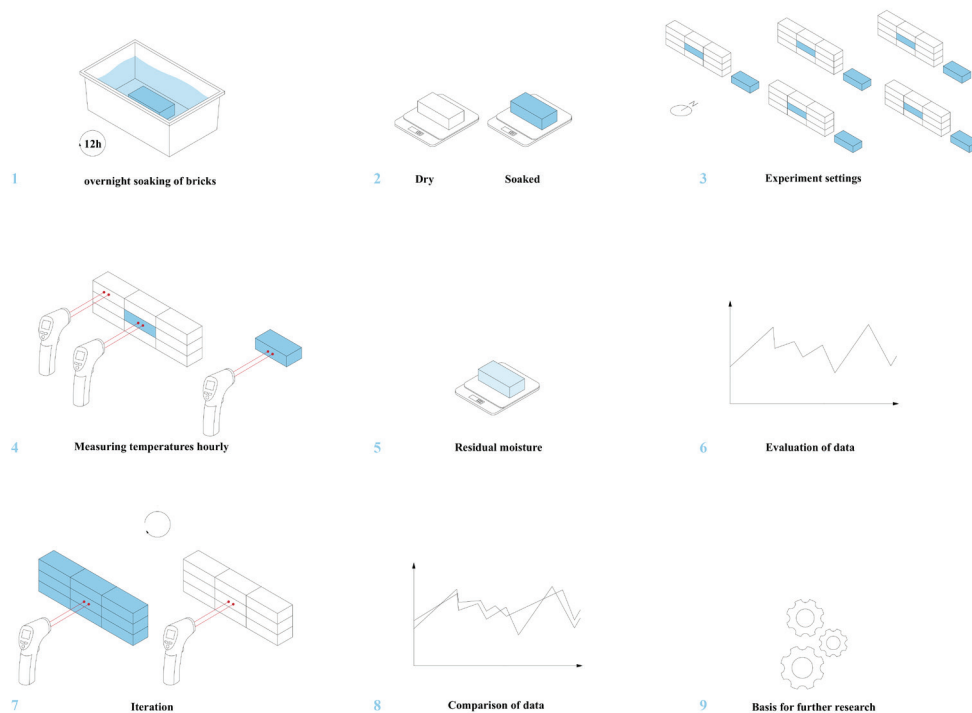 12h
1 overnight soaking of bricks
2 Dry Soaked
N
3 Experiment settings
4 Measuring temperatures hourly
5 Residual moisture
6 Evaluation of data
7 Iteration
8 Comparison of data
9 Basis for further research